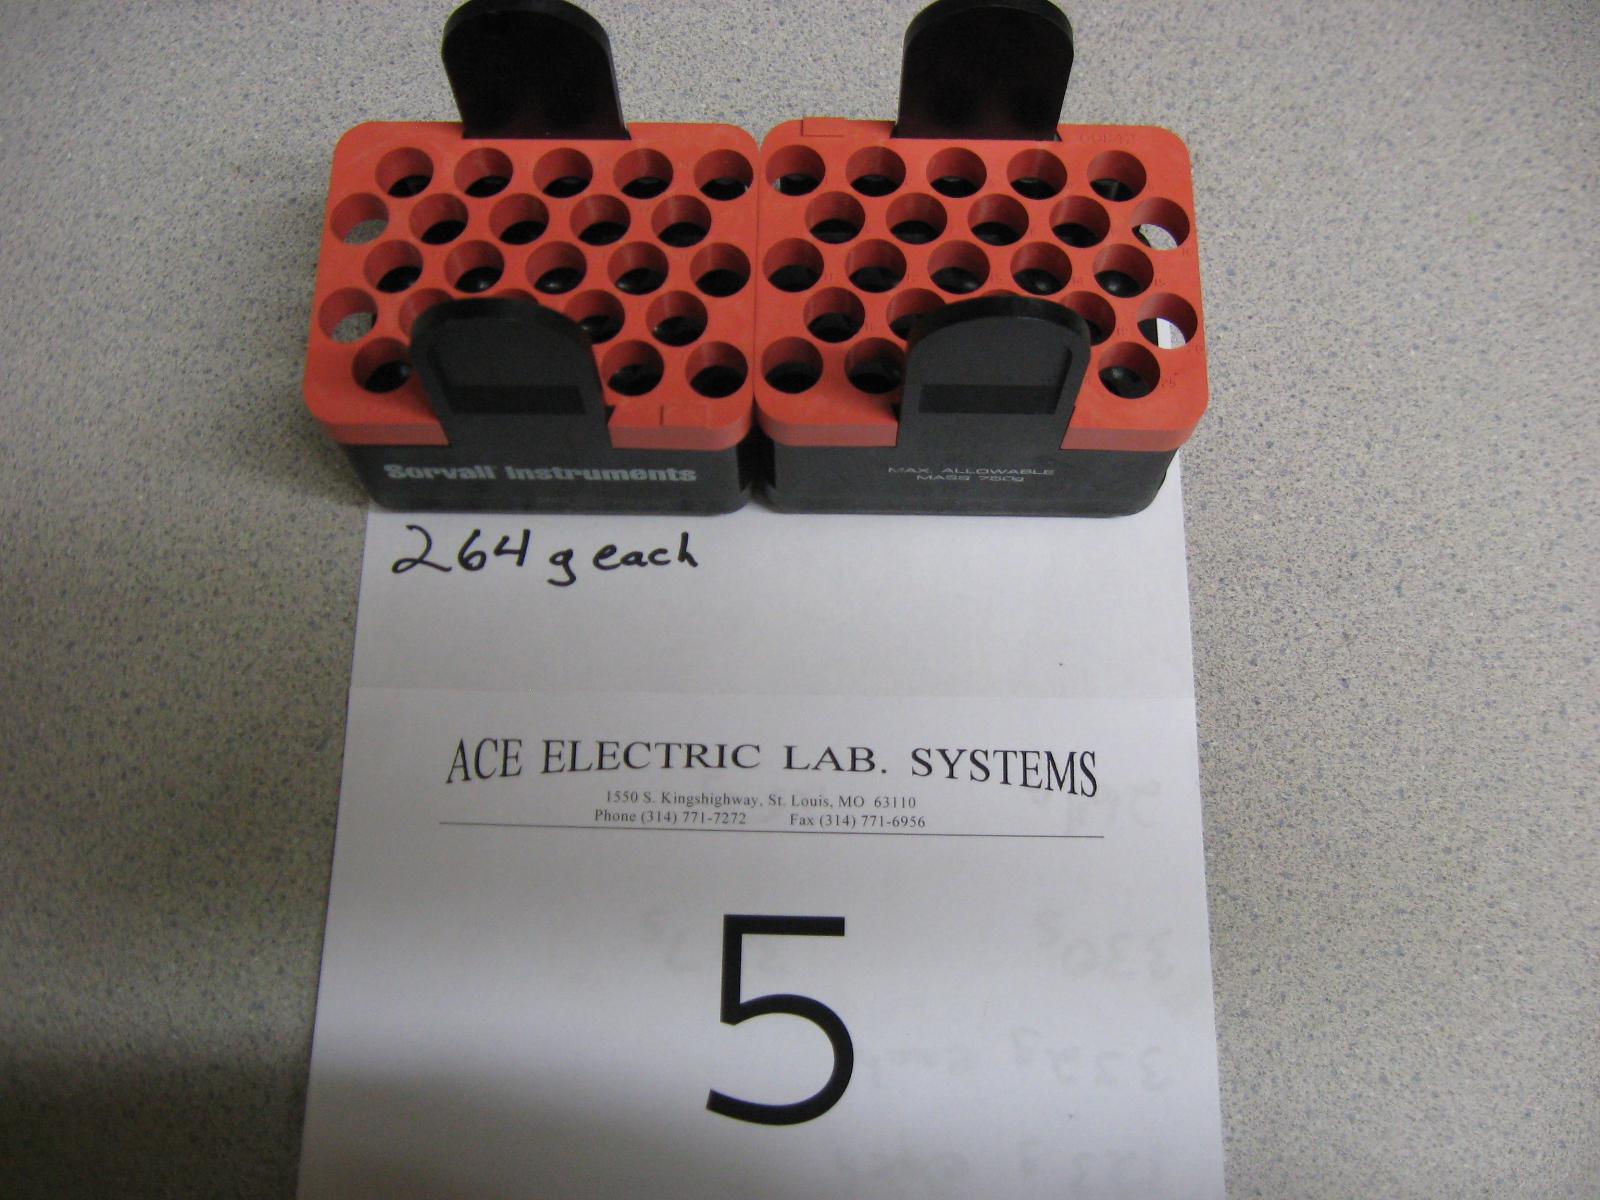 Sorvall Instruments
MAX. ALLOWABLE
MASS 750g
264 g each
ACE ELECTRIC LAB. SYSTEMS
1550 S. Kingshighway, St. Louis, MO 63110
Phone (314) 771-7272 Fax (314) 771-6956
5